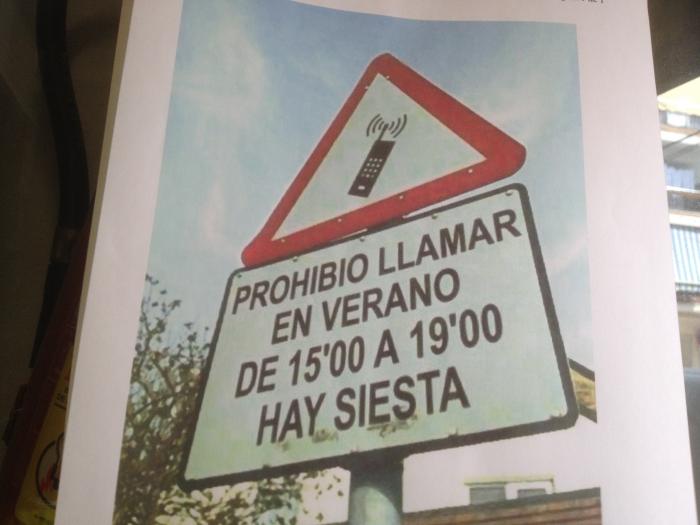 PROHIBIO LLAMAR
EN VERANO
DE 15'00 A 19'00
HAY SIESTA